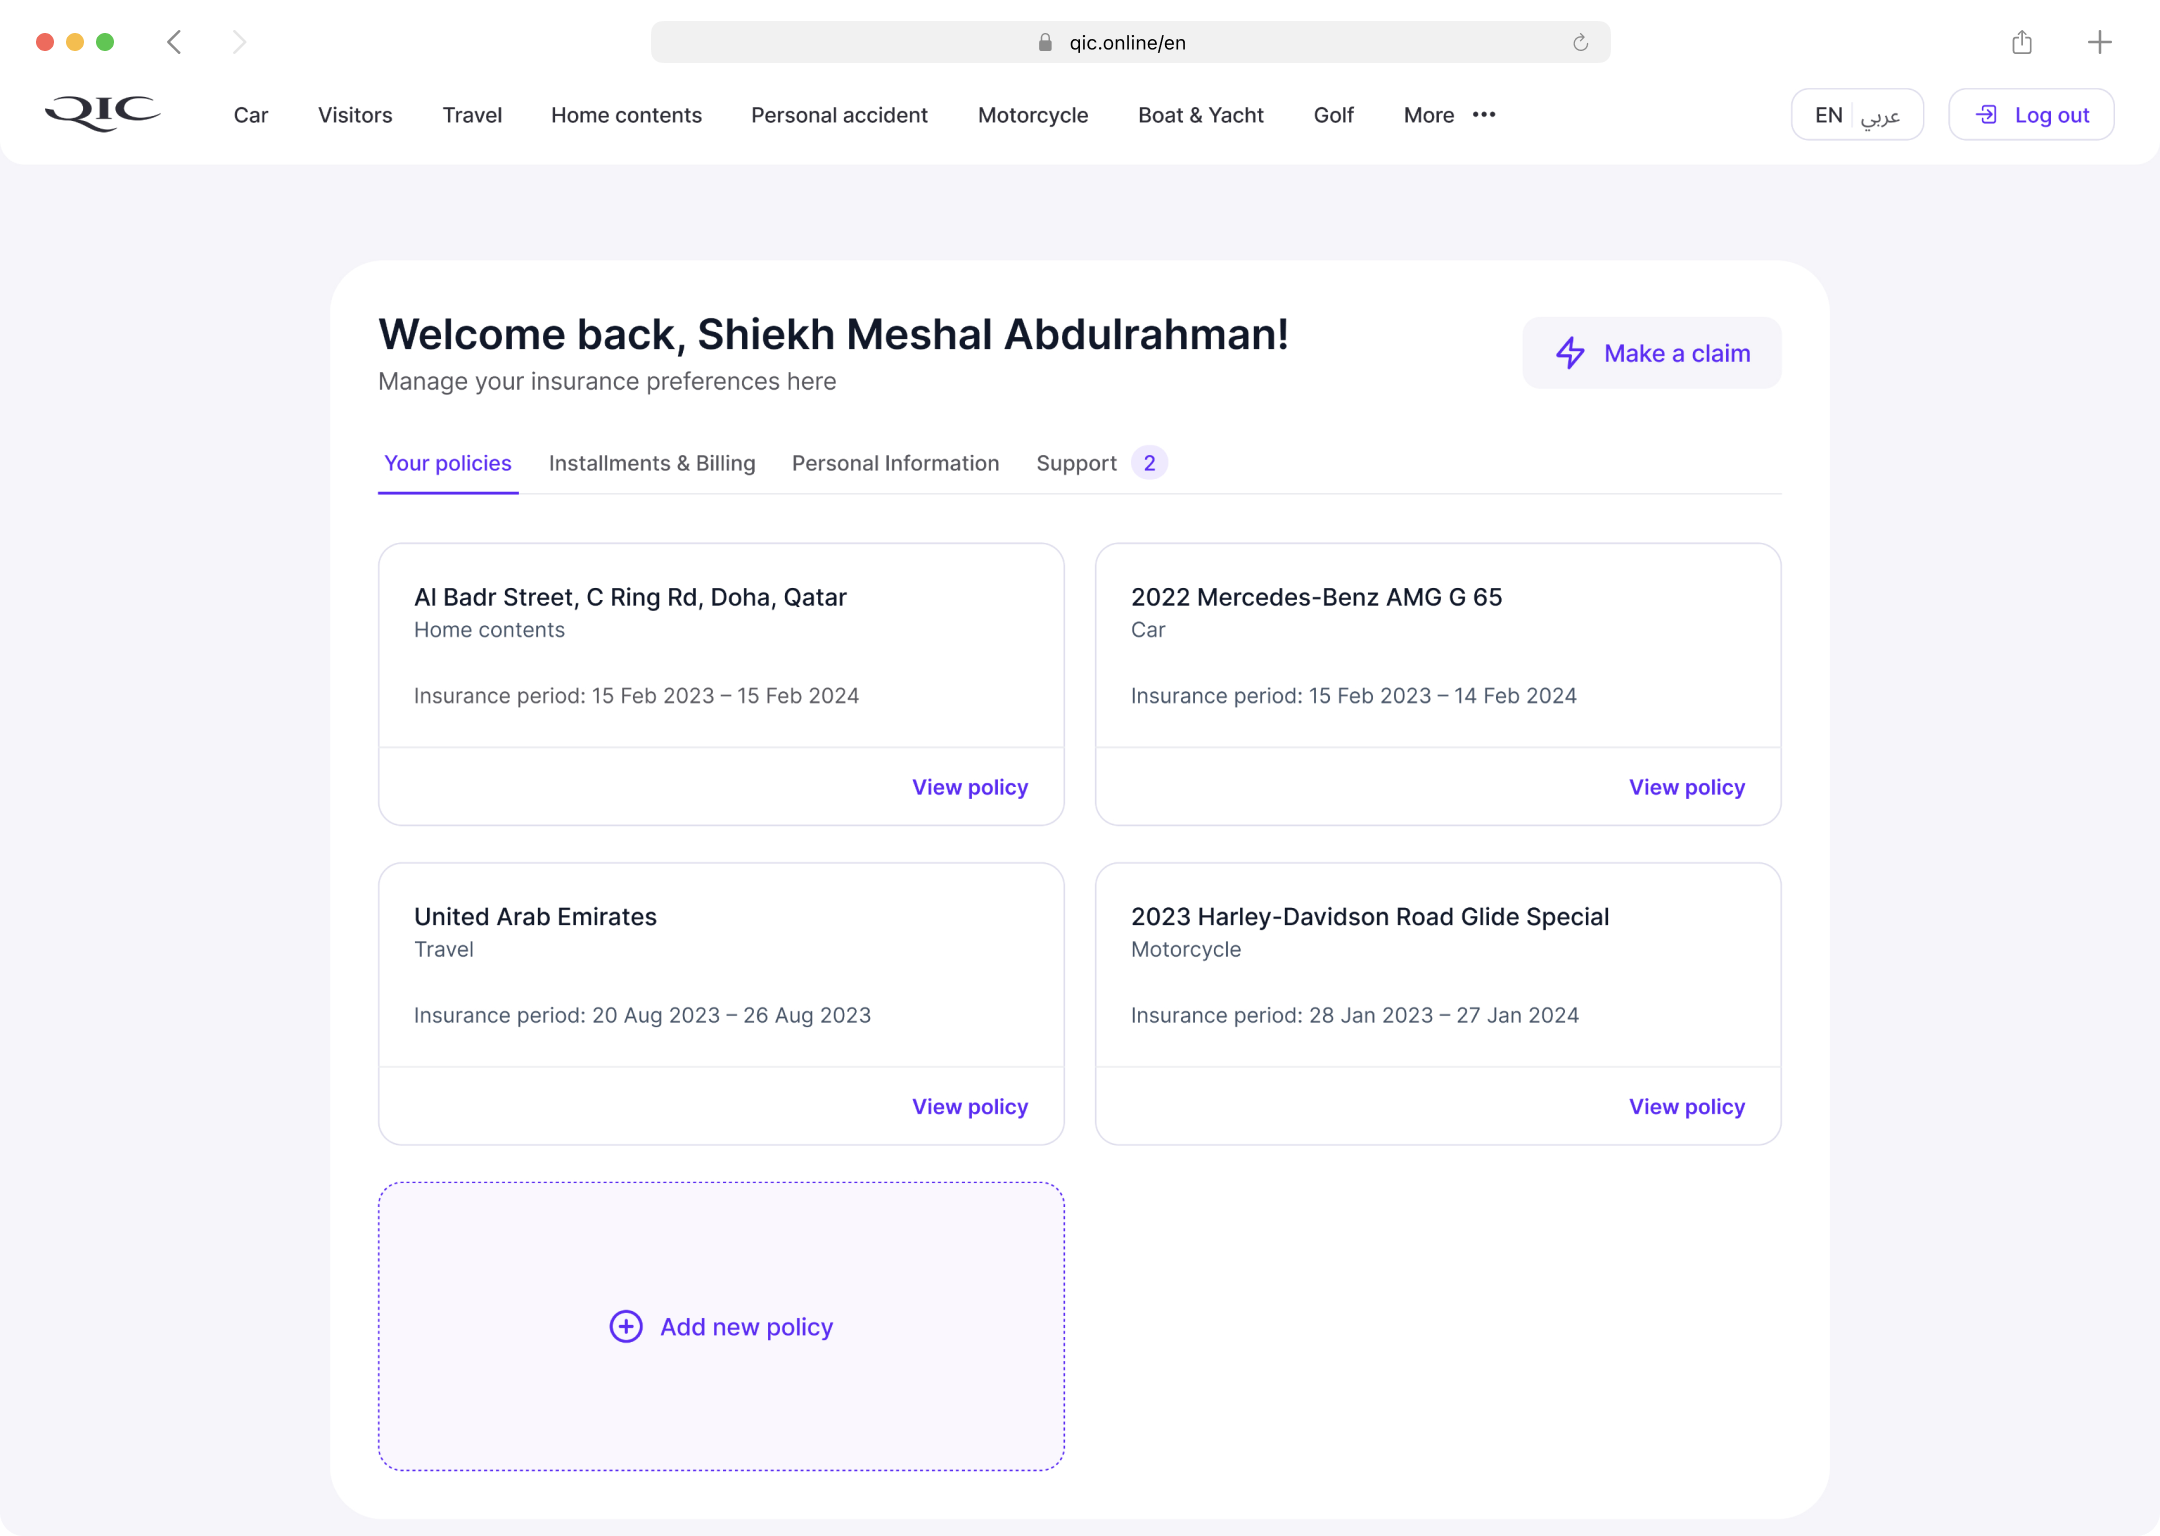 qic.online/en
QIC
Car
Visitors
Travel
Home contents
Personal accident
Motorcycle
Boat & Yacht
Golf
More
EN
عربي
Log out
Welcome back, Shiekh Meshal Abdulrahman!
Manage your insurance preferences here
Make a claim
Your policies
Installments & Billing
Personal Information
Support
2
Al Badr Street, C Ring Rd, Doha, Qatar
Home contents
Insurance period: 15 Feb 2023 – 15 Feb 2024
View policy
2022 Mercedes-Benz AMG G 65
Car
Insurance period: 15 Feb 2023 – 14 Feb 2024
View policy
United Arab Emirates
Travel
Insurance period: 20 Aug 2023 – 26 Aug 2023
View policy
2023 Harley-Davidson Road Glide Special
Motorcycle
Insurance period: 28 Jan 2023 – 27 Jan 2024
View policy
Add new policy